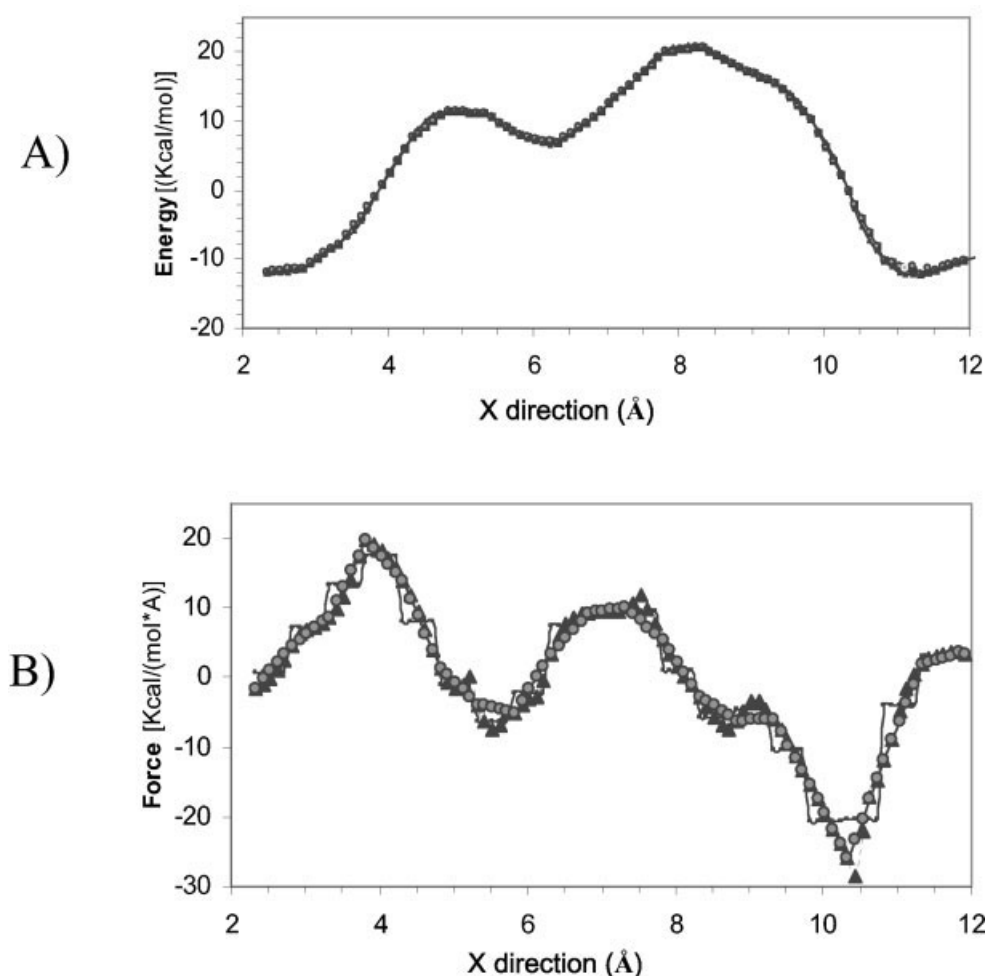 A)
Energy [(Kcal/mol)]
20
10
0
-10
-20
2 4 6 8 10 12
X direction (Å)
B)
Force [Kcal/(mol*A)]
20
10
0
-10
-20
-30
2 4 6 8 10 12
X direction (Å)